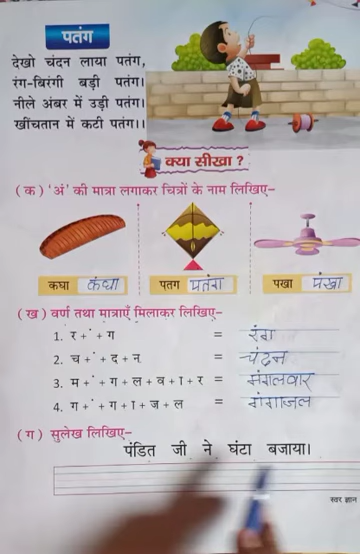 पतंग
देखो चंदन लाया पतंग,
रंग-बिरंगी बड़ी पतंग।
नीले अंबर में उड़ी पतंग।
खींचतान में कटी पतंग।।
क्या सीखा ?
(क) 'अं' की मात्रा लगाकर चित्रों के नाम लिखिए-
कघा कंघा पतग पतंग पखा पंखा
(ख) वर्ण तथा मात्राएँ मिलाकर लिखिए-
1. र + ं + ग = रंग
2. च + ं + द + न = चंदन
3. म + ं + ग + ल + व + ा + र = मंगलवार
4. ग + ं + ग + ा + ज + ल = गंगाजल
(ग) सुलेख लिखिए-
पंडित जी ने घंटा बजाया।
स्वर ज्ञान